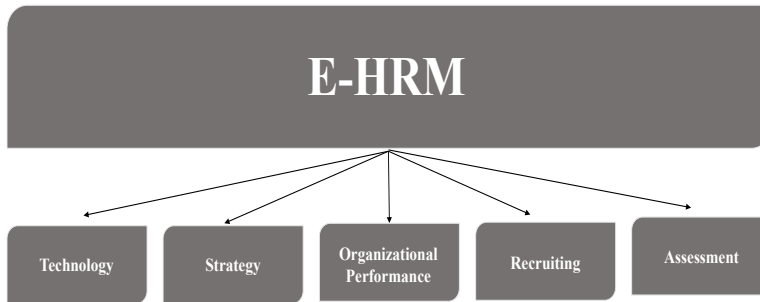 E-HRM
Technology
Strategy
Organizational
Performance
Recruiting
Assessment